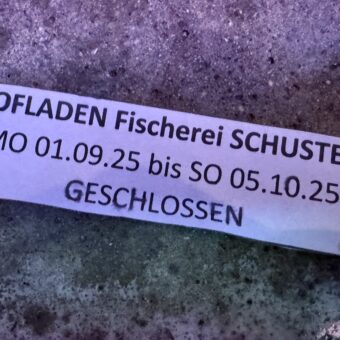 OFLADEN Fischerei SCHUSTE
MO 01.09.25 bis SO 05.10.25
GESCHLOSSEN